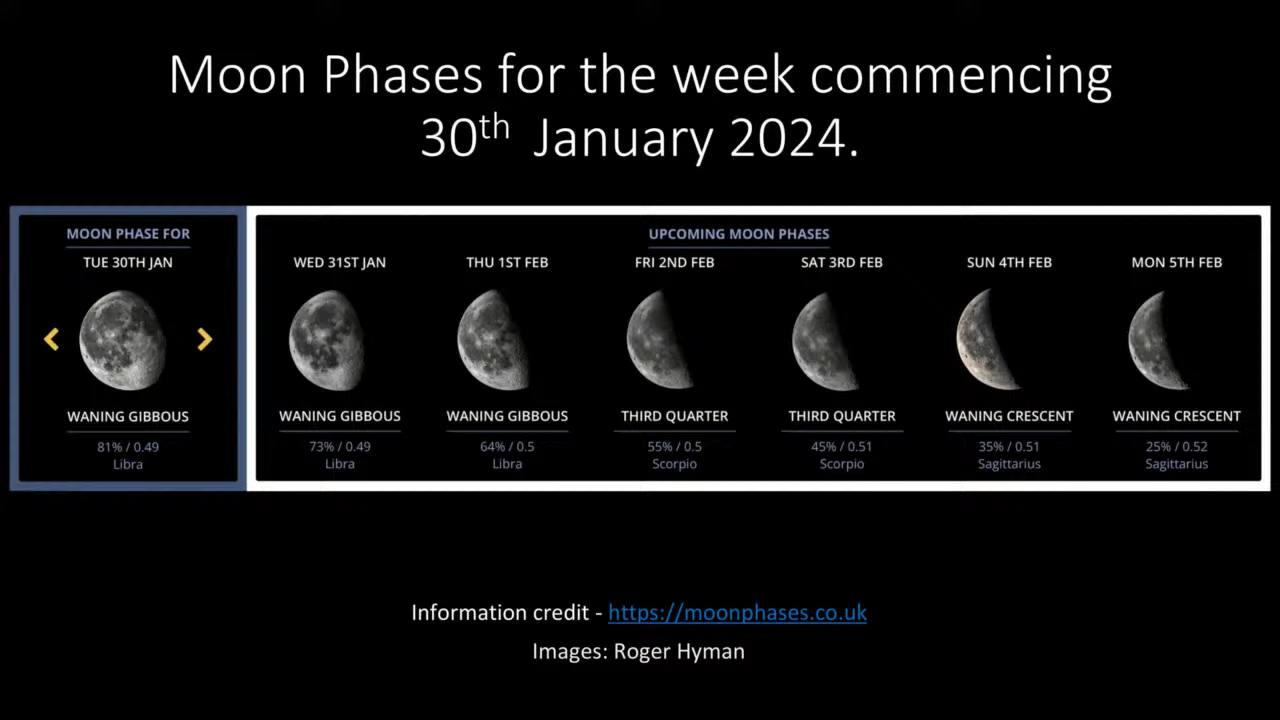 Moon Phases for the week commencing
30th January 2024.
MOON PHASE FOR
TUE 30TH JAN
WANING GIBBOUS
81% / 0.49
Libra
UPCOMING MOON PHASES
WED 31ST JAN
WANING GIBBOUS
73% / 0.49
Libra
THU 1ST FEB
WANING GIBBOUS
64% / 0.5
Libra
FRI 2ND FEB
THIRD QUARTER
55% / 0.5
Scorpio
SAT 3RD FEB
THIRD QUARTER
45% / 0.51
Scorpio
SUN 4TH FEB
WANING CRESCENT
35% / 0.51
Sagittarius
MON 5TH FEB
WANING CRESCENT
25% / 0.52
Sagittarius
Information credit - https://moonphases.co.uk
Images: Roger Hyman